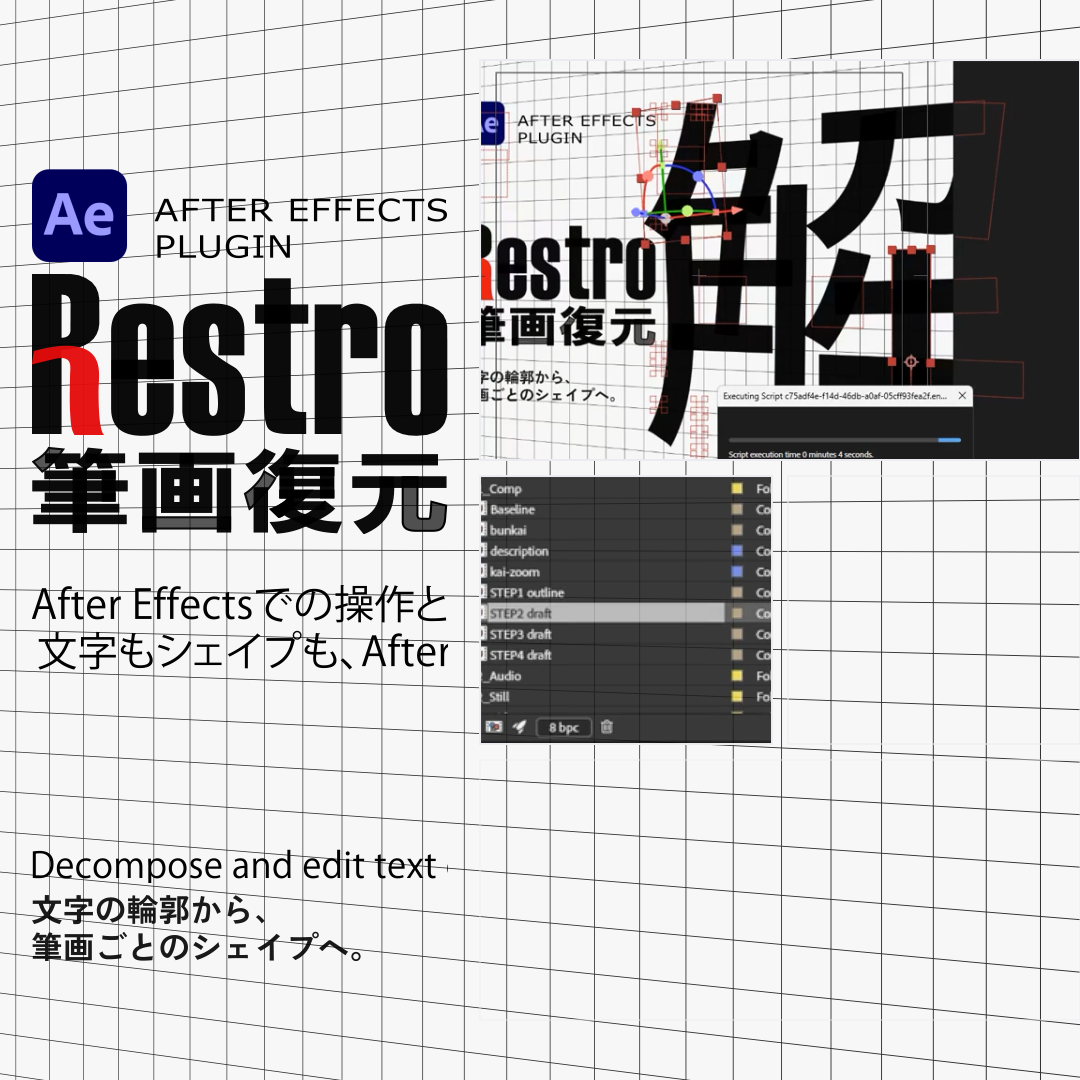 Ae
AFTER EFFECTS
PLUGIN
Restro
筆画復元
After Effectsでの操作と
文字もシェイプも、After
Decompose and edit text
文字の輪郭から、
筆画ごとのシェイプへ。
AFTER EFFECTS
PLUGIN
Restro
筆画復元
字の輪郭から、
画ごとのシェイプへ。
Executing Script c75adf4e-f14d-46db-a0af-05cff93fea2f.en...
Script execution time 0 minutes 4 seconds.
_Comp
Baseline
bunkai
description
kai-zoom
STEP1 outline
STEP2 draft
STEP3 draft
STEP4 draft
_Audio
_Still
8 bpc